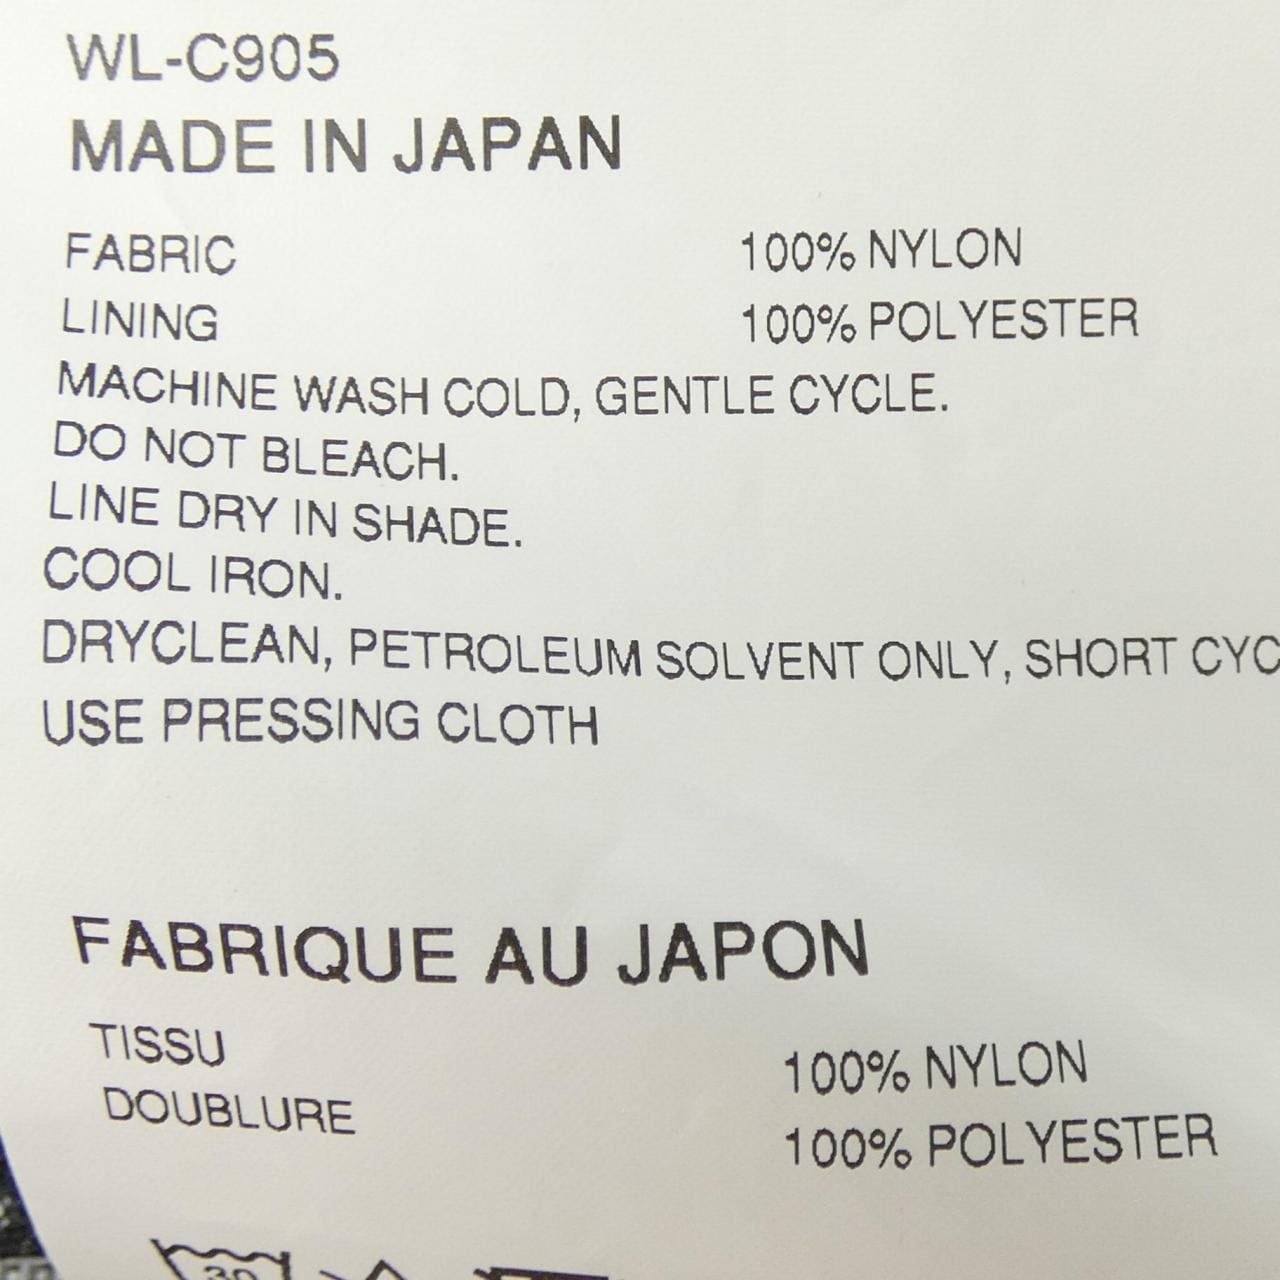 WL-C905
MADE IN JAPAN
FABRIC 100% NYLON
LINING 100% POLYESTER
MACHINE WASH COLD, GENTLE CYCLE.
DO NOT BLEACH.
LINE DRY IN SHADE.
COOL IRON.
DRYCLEAN, PETROLEUM SOLVENT ONLY, SHORT CYC
USE PRESSING CLOTH
FABRIQUE AU JAPON
TISSU 100% NYLON
DOUBLURE 100% POLYESTER
30